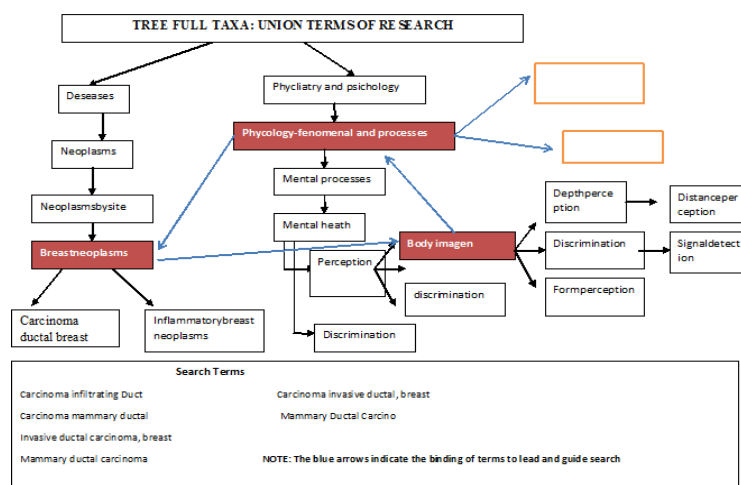 TREE FULL TAXA: UNION TERMS OF RESEARCH
Deseases
Phycliatry and psichology
Phycology-fenomenal and processes
Neoplasms
Mental processes
Neoplasmsbysite
Mental heath
Depthperce
ption
Distanceper
ception
Breastneoplasms
Body imagen
Discrimination
Signaldetect
ion
Perception
Formperception
discrimination
Carcinoma
ductal breast
Inflammatorybreast
neoplasms
Discrimination
Search Terms
Carcinoma infiltrating Duct
Carcinoma invasive ductal, breast
Carcinoma mammary ductal
Mammary Ductal Carcino
Invasive ductal carcinoma, breast
Mammary ductal carcinoma
NOTE: The blue arrows indicate the binding of terms to lead and guide search